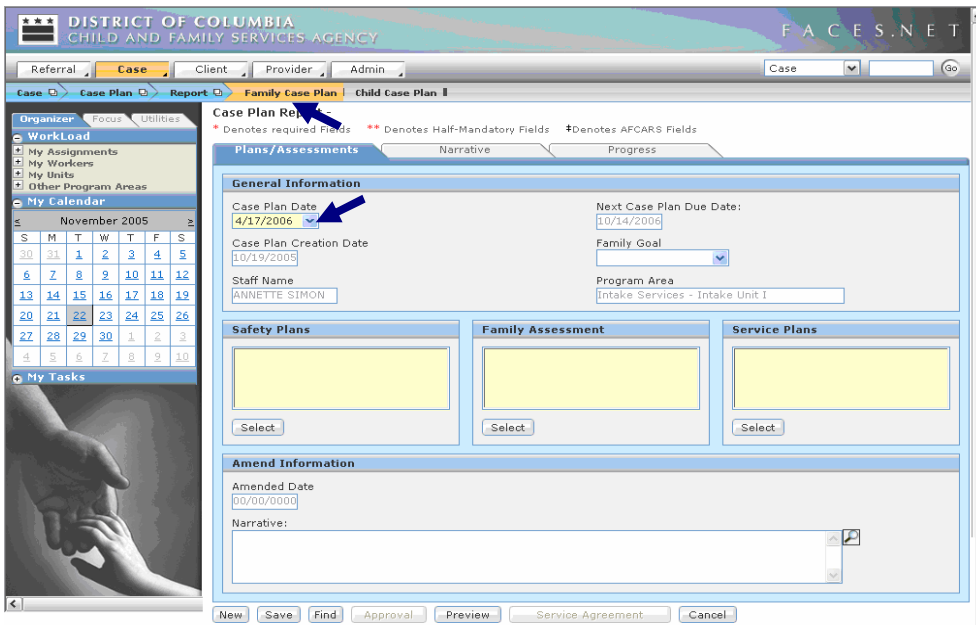 DISTRICT OF COLUMBIA
CHILD AND FAMILY SERVICES AGENCY
FACES.NET
Referral Case Client Provider Admin Case Go
Case Case Plan Report Family Case Plan Child Case Plan
Organizer Focus Utilities
WorkLoad
My Assignments
My Workers
My Units
Other Program Areas
My Calendar
< November 2005 >
S M T W T F S
30 31 1 2 3 4 5
6 7 8 9 10 11 12
13 14 15 16 17 18 19
20 21 22 23 24 25 26
27 28 29 30 1 2 3
4 5 6 7 8 9 10
My Tasks
Case Plan Report -
* Denotes required Fields ** Denotes Half-Mandatory Fields ‡Denotes AFCARS Fields
Plans/Assessments Narrative Progress
General Information
Case Plan Date Next Case Plan Due Date:
4/17/2006 10/14/2006
Case Plan Creation Date Family Goal
10/19/2005
Staff Name Program Area
ANNETTE SIMON Intake Services - Intake Unit I
Safety Plans Family Assessment Service Plans
Select Select Select
Amend Information
Amended Date
00/00/0000
Narrative:
New Save Find Approval Preview Service Agreement Cancel